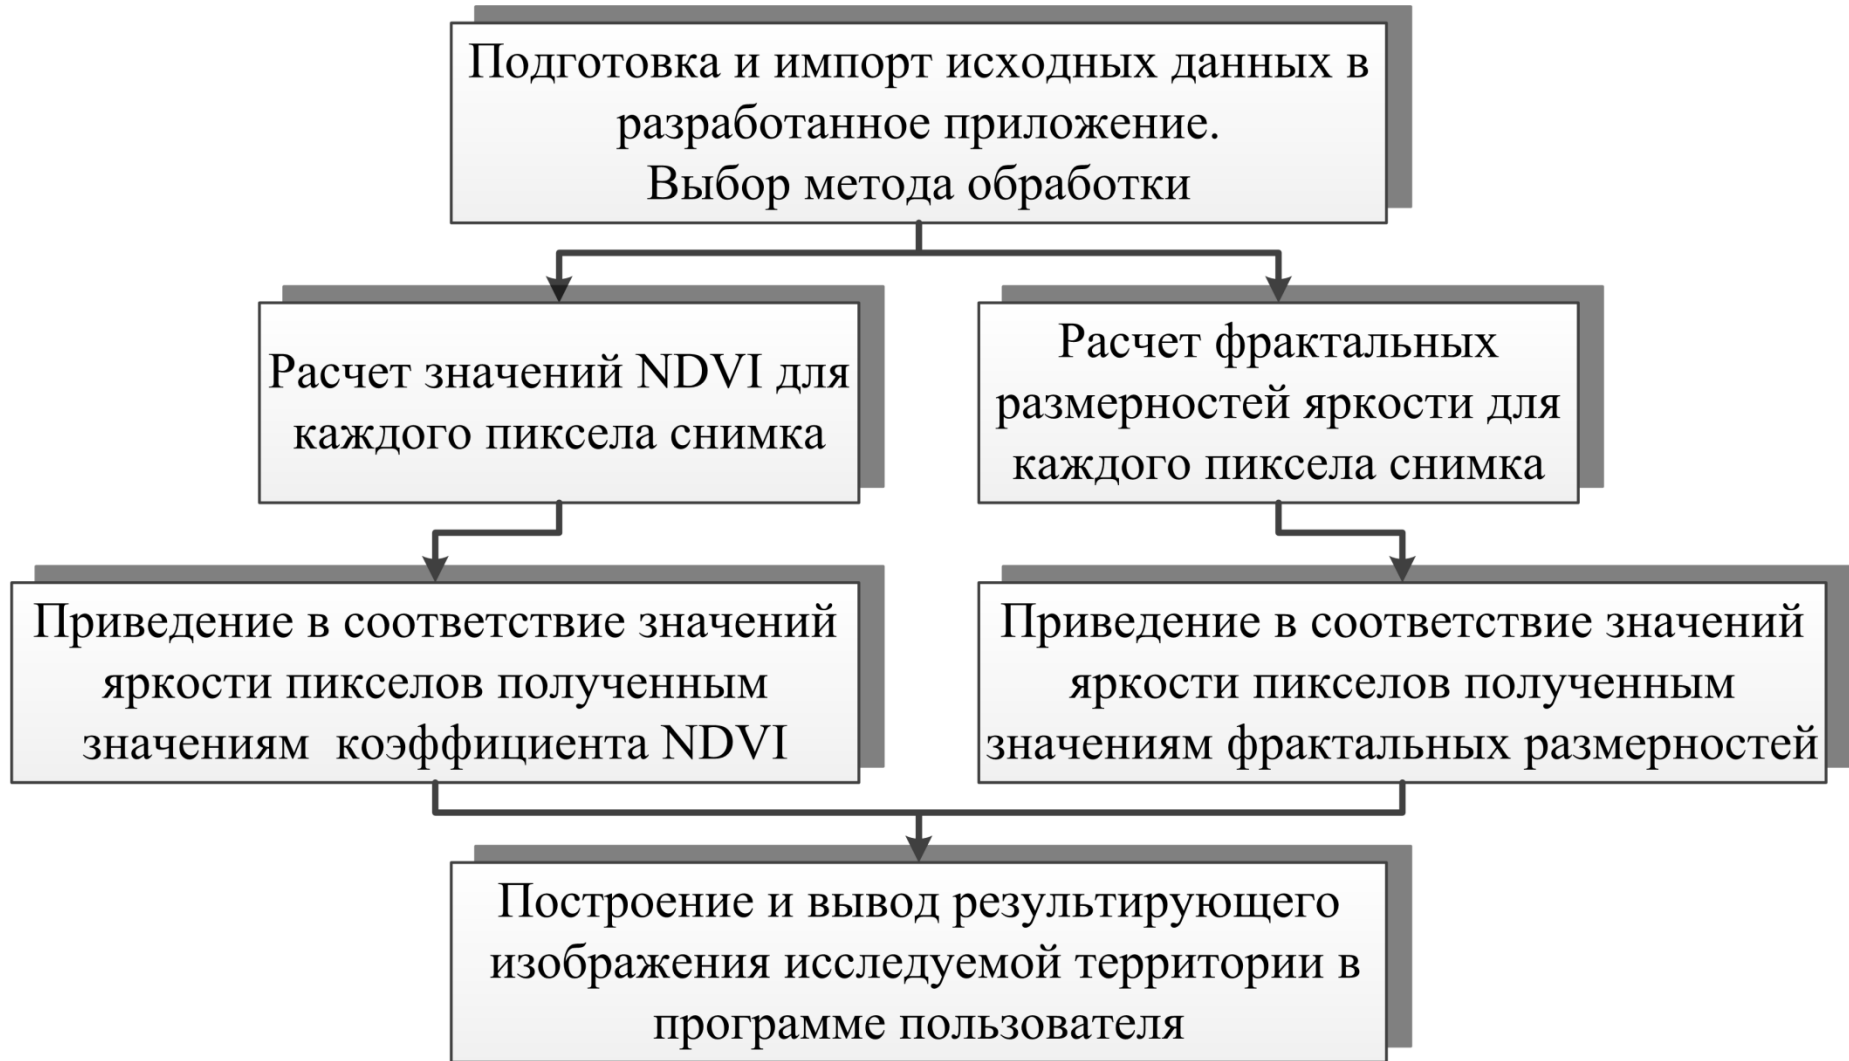 Подготовка и импорт исходных данных в
разработанное приложение.
Выбор метода обработки
Расчет значений NDVI для
каждого пиксела снимка
Расчет фрактальных
размерностей яркости для
каждого пиксела снимка
Приведение в соответствие значений
яркости пикселов полученным
значениям коэффициента NDVI
Приведение в соответствие значений
яркости пикселов полученным
значениям фрактальных размерностей
Построение и вывод результирующего
изображения исследуемой территории в
программе пользователя